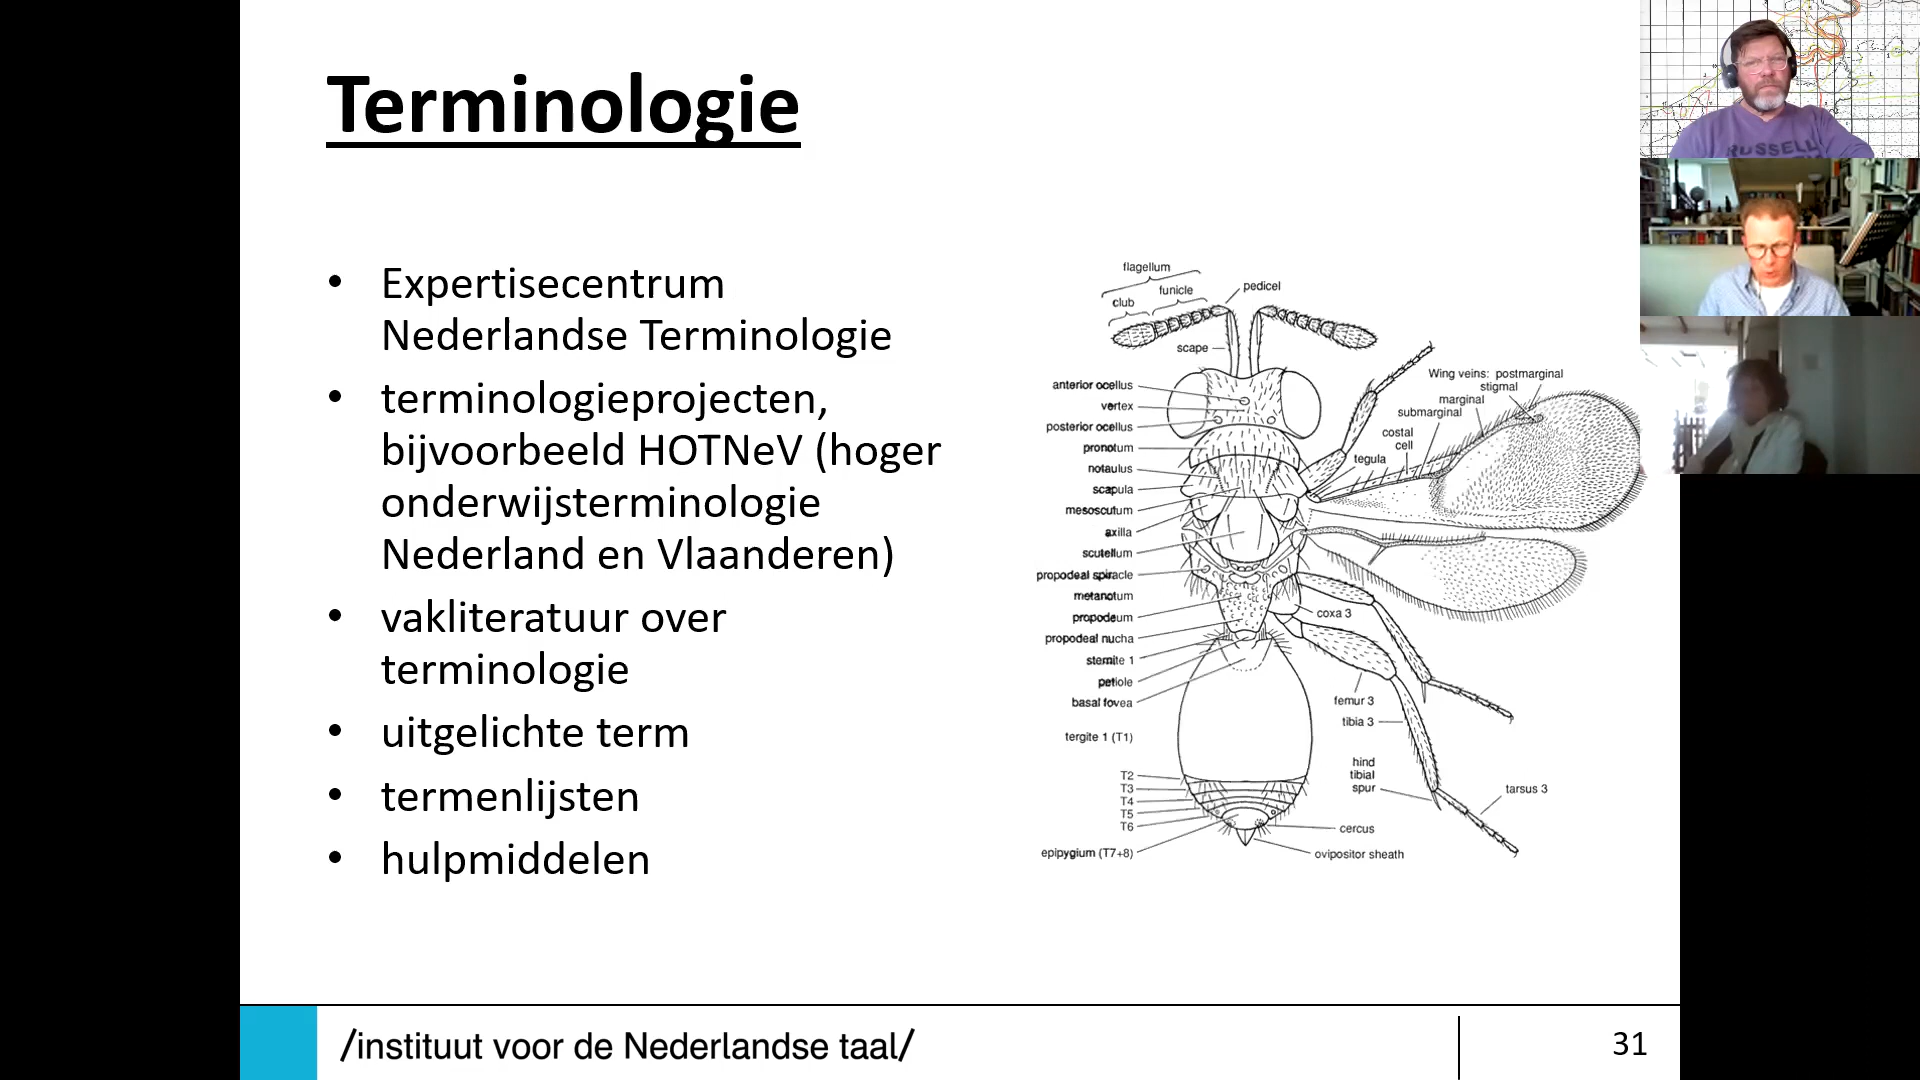 Terminologie
• Expertisecentrum
Nederlandse Terminologie
• terminologieprojecten,
bijvoorbeeld HOTNeV (hoger
onderwijsterminologie
Nederland en Vlaanderen)
• vakliteratuur over
terminologie
• uitgelichte term
• termenlijsten
• hulpmiddelen
flagellum
club
funicle
pedicel
scape
anterior ocellus
vertex
posterior ocellus
pronotum
notaulus
scapula
mesoscutum
axilla
scutellum
propodeal spiracle
metanotum
propodeum
propodeal nucha
sternite 1
petiole
basal fovea
tergite 1 (T1)
T2
T3
T4
T5
T6
epipygium (T7+8)
Wing veins: postmarginal
stigmal
marginal
submarginal
costal
cell
tegula
coxa 3
femur 3
tibia 3
hind
tibial
spur
tarsus 3
cercus
ovipositor sheath
/instituut voor de Nederlandse taal/
31
RUSSELL